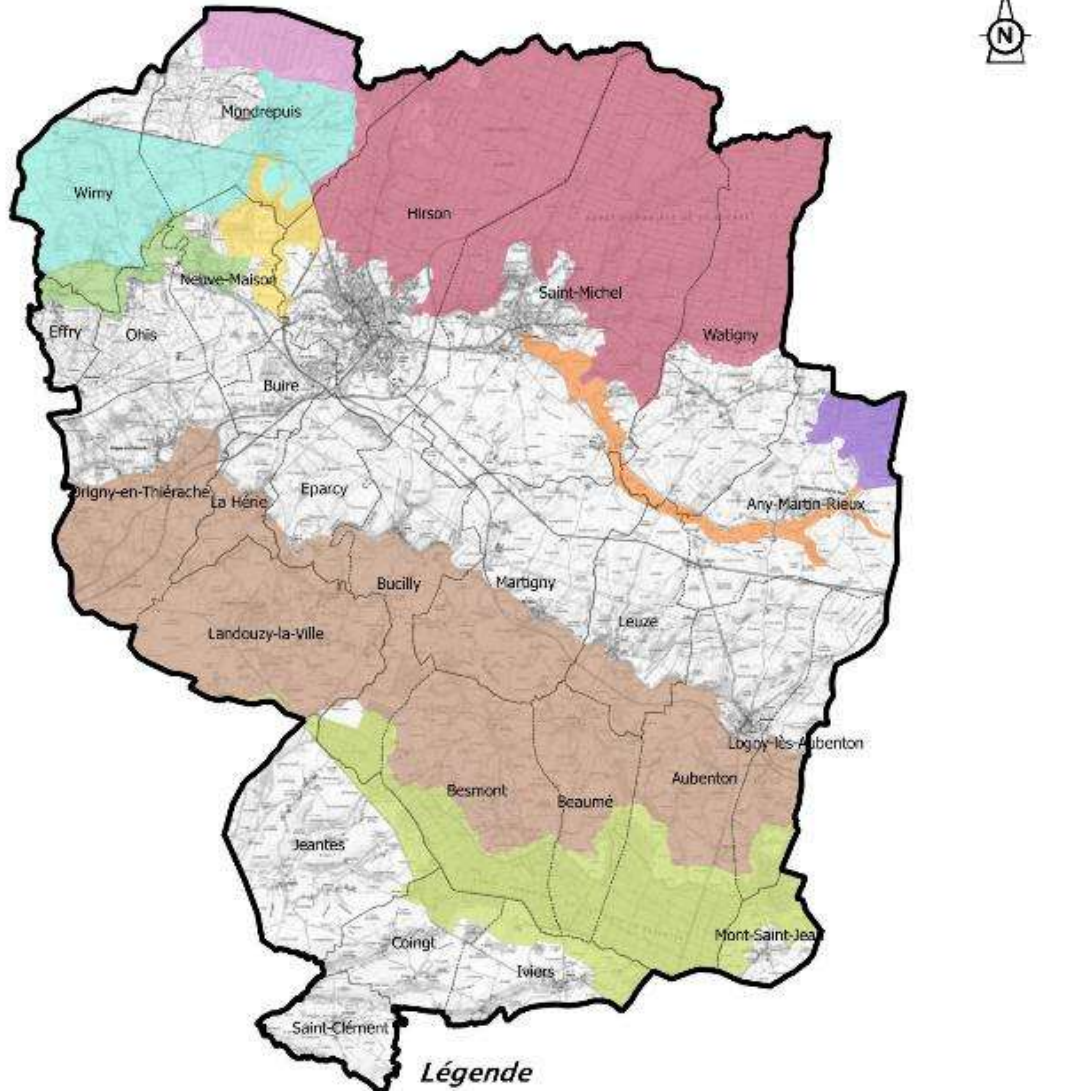 N
Mondrepuis
Wimy
Hirson
Neuve-Maison
Saint-Michel
Effry
Ohis
Watigny
Buire
Origny-en-Thiérache
La Hérie
Eparcy
Any-Martin-Rieux
Bucilly
Martigny
Leuze
Landouzy-la-Ville
Logny-lès-Aubenton
Besmont
Beaumé
Aubenton
Jeantes
Coingt
Mont-Saint-Jean
Iviers
Saint-Clément
Légende